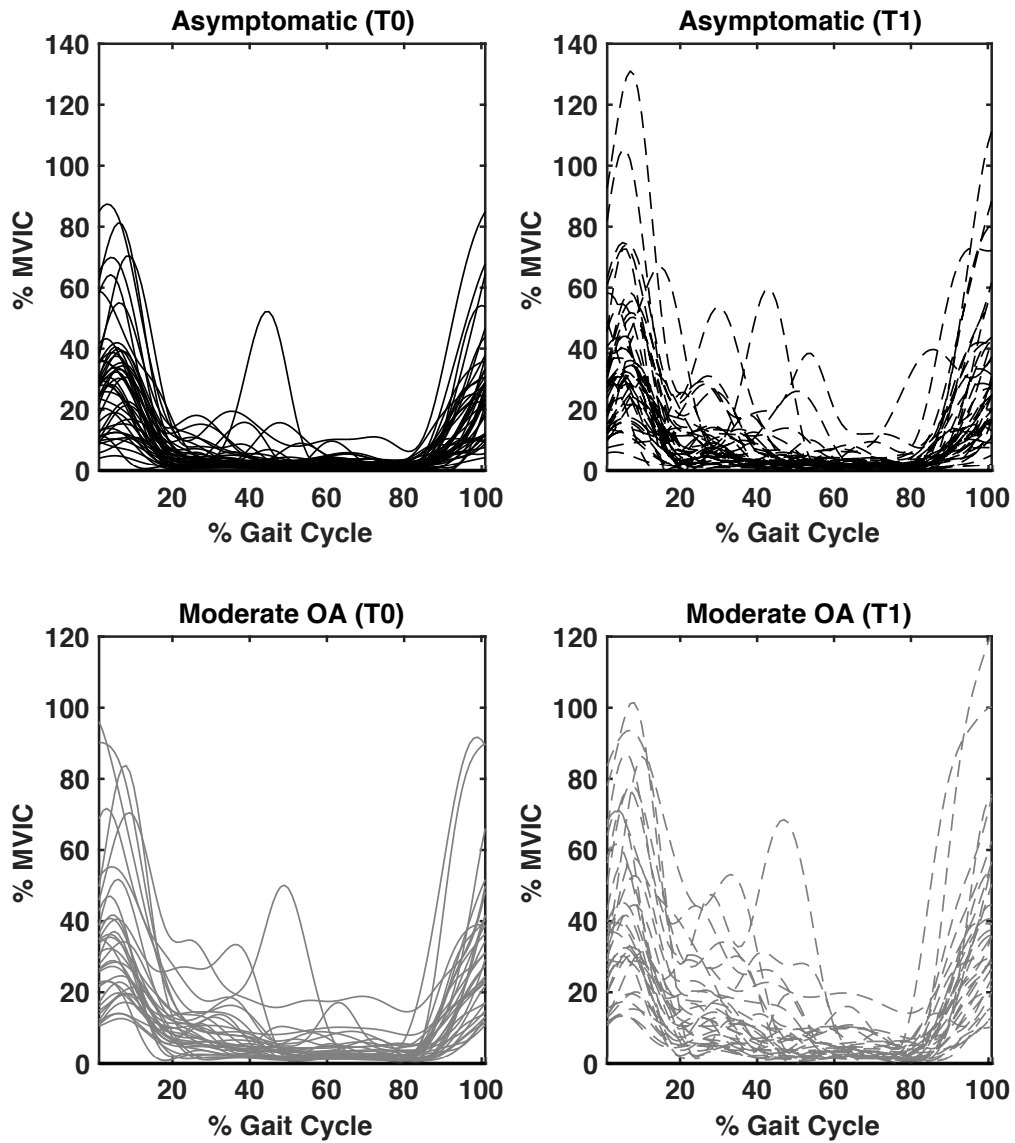 Asymptomatic (T0)
140
120
100
80
60
40
20
0
% MVIC
20 40 60 80 100
% Gait Cycle
Asymptomatic (T1)
140
120
100
80
60
40
20
0
% MVIC
20 40 60 80 100
% Gait Cycle
Moderate OA (T0)
120
100
80
60
40
20
0
% MVIC
20 40 60 80 100
% Gait Cycle
Moderate OA (T1)
120
100
80
60
40
20
0
% MVIC
20 40 60 80 100
% Gait Cycle